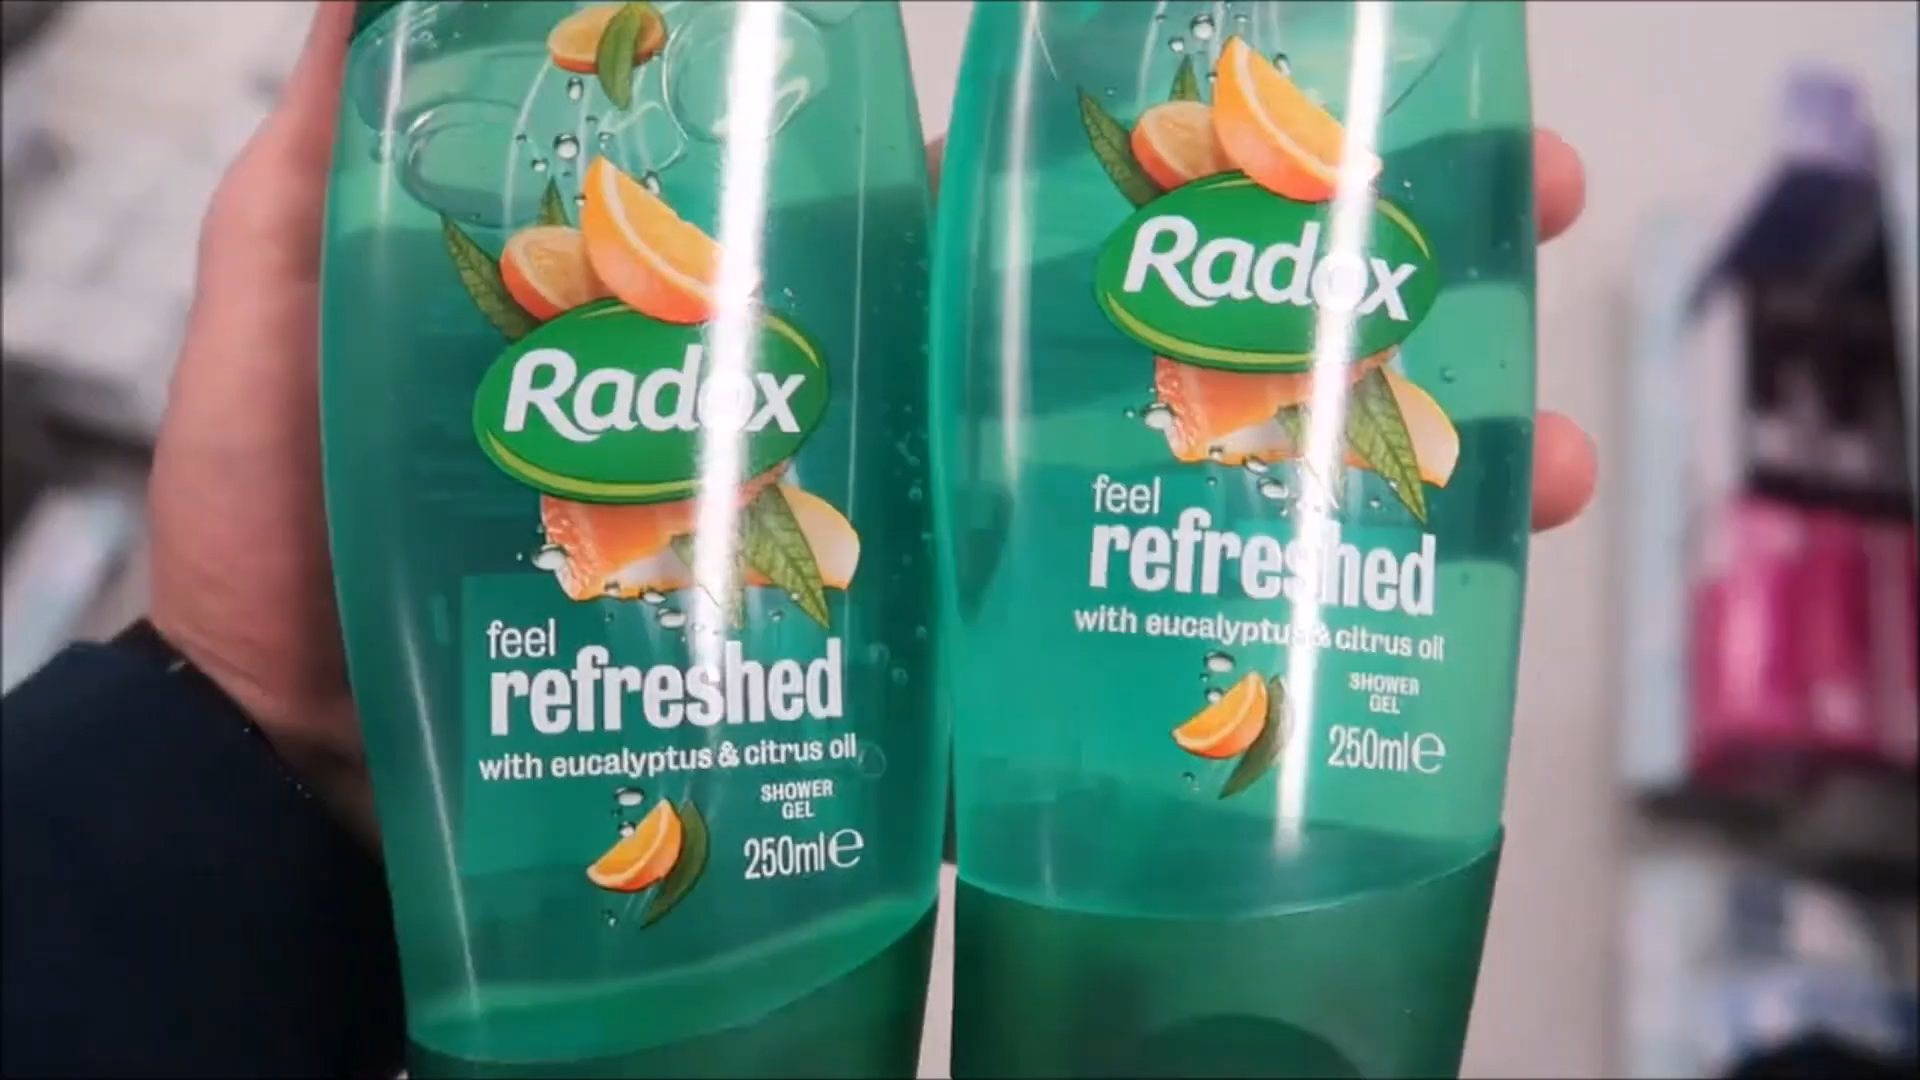 Radox
feel
refreshed
with eucalyptus & citrus oil
SHOWER
GEL
250ml e
Radox
feel
refreshed
with eucalyptus & citrus oil
SHOWER
GEL
250ml e